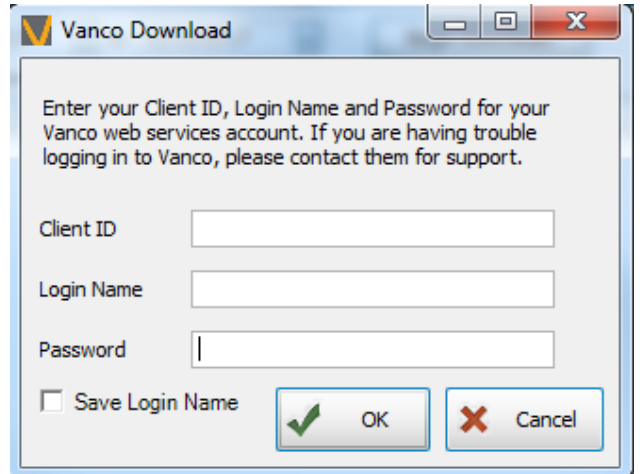 Vanco Download
Enter your Client ID, Login Name and Password for your
Vanco web services account. If you are having trouble
logging in to Vanco, please contact them for support.
Client ID
Login Name
Password
Save Login Name
OK
Cancel